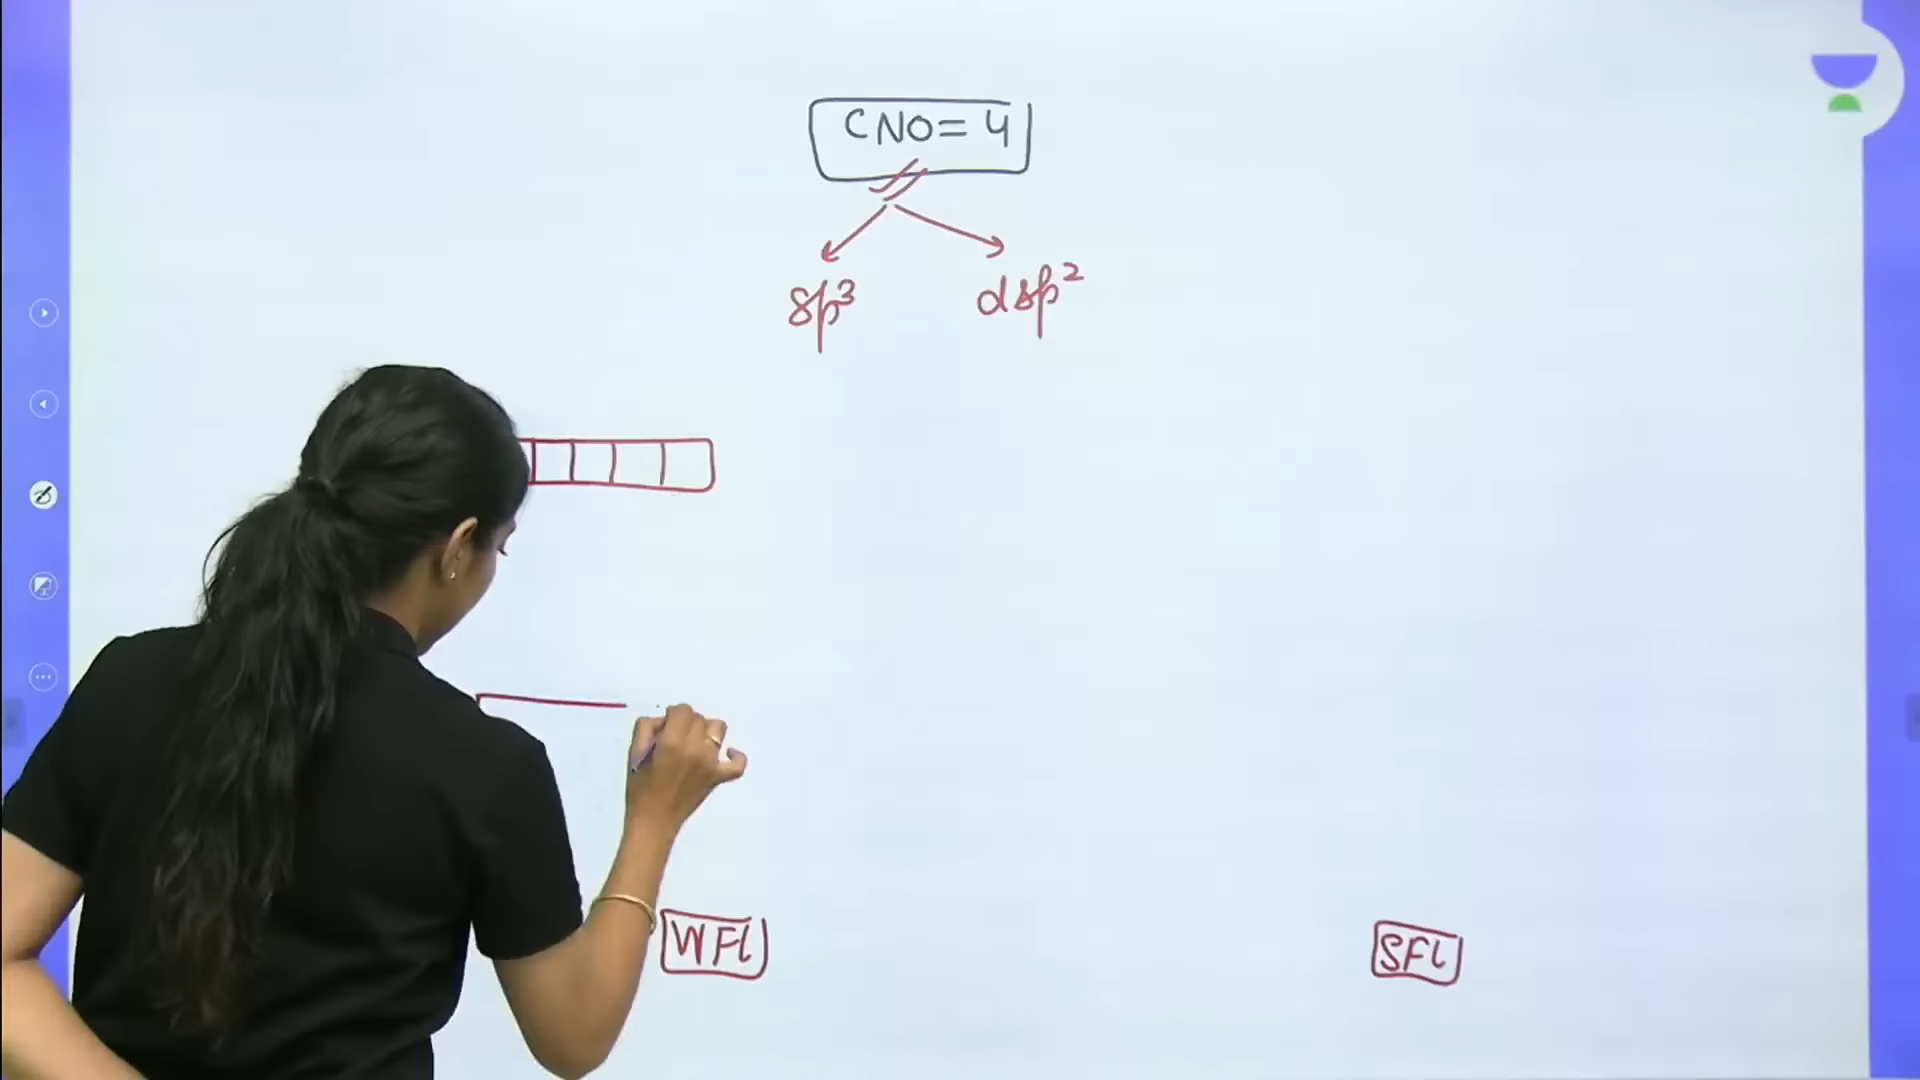 CNO = 4
sp³ dsp²
WFL SFL